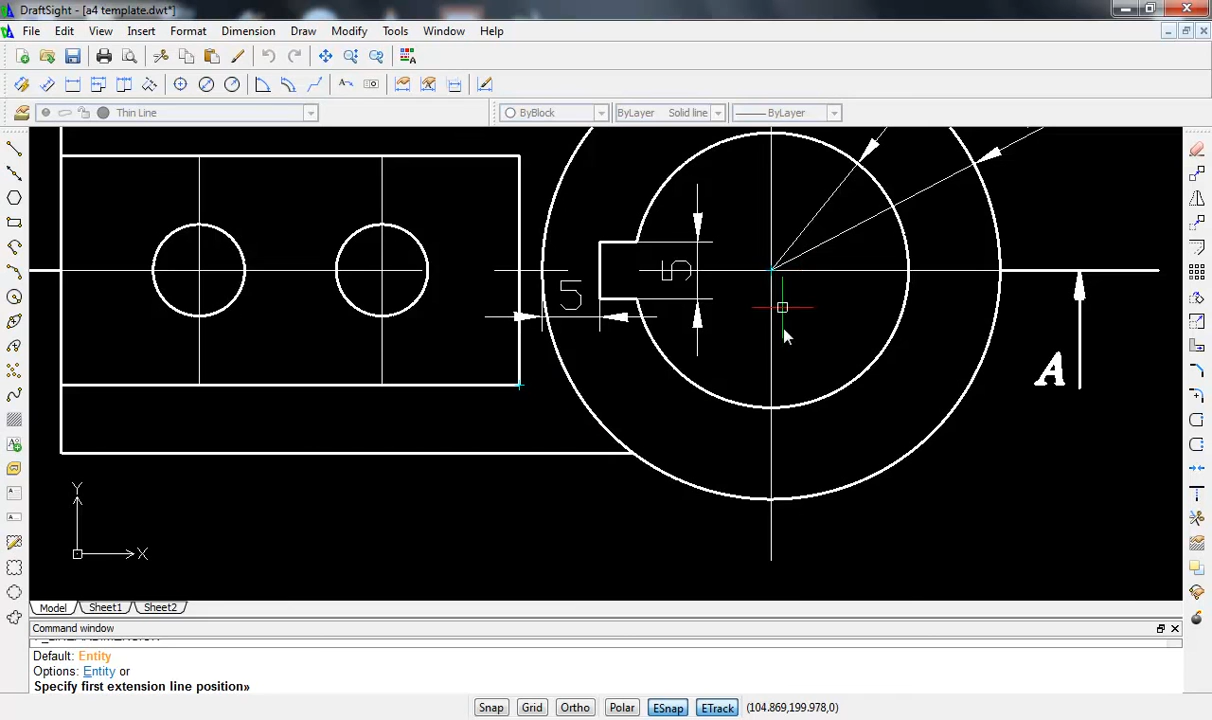 DraftSight - [a4 template.dwt*]
File Edit View Insert Format Dimension Draw Modify Tools Window Help
Thin Line ByBlock ByLayer Solid line ByLayer
5
5
A
Y
X
Model Sheet1 Sheet2
Command window
Default: Entity
Options: Entity or
Specify first extension line position»
Snap Grid Ortho Polar ESnap ETrack (104.869,199.978,0)